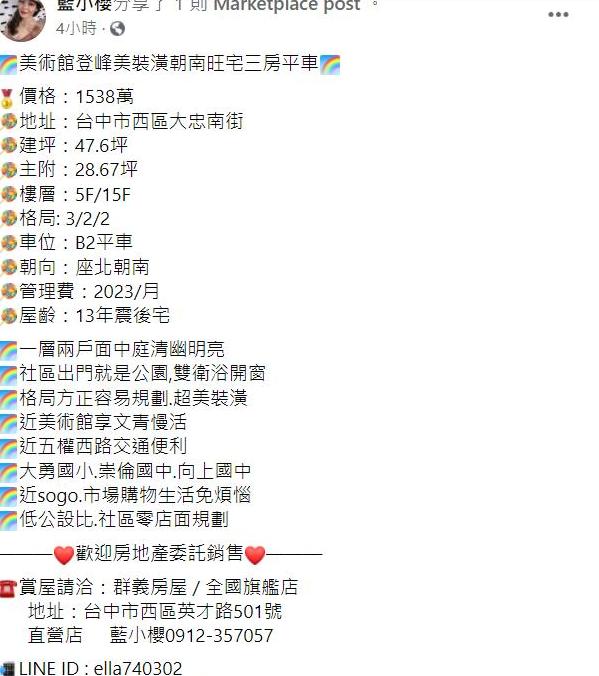 藍小櫻分享了 1 則 Marketplace post 。
4小時 ·
🌈美術館登峰美裝潢朝南旺宅三房平車🌈
🏅價格：1538萬
地址：台中市西區大忠南街
建坪：47.6坪
主附：28.67坪
樓層：5F/15F
格局: 3/2/2
車位：B2平車
朝向：座北朝南
管理費：2023/月
屋齡：13年震後宅
🌈一層兩戶面中庭清幽明亮
🌈社區出門就是公園,雙衛浴開窗
🌈格局方正容易規劃.超美裝潢
🌈近美術館享文青慢活
🌈近五權西路交通便利
🌈大勇國小.崇倫國中.向上國中
🌈近sogo.市場購物生活免煩惱
🌈低公設比.社區零店面規劃
———❤️歡迎房地產委託銷售❤️———
☎️賞屋請洽：群義房屋 / 全國旗艦店
地址：台中市西區英才路501號
直營店 藍小櫻0912-357057
📲LINE ID : ella740302